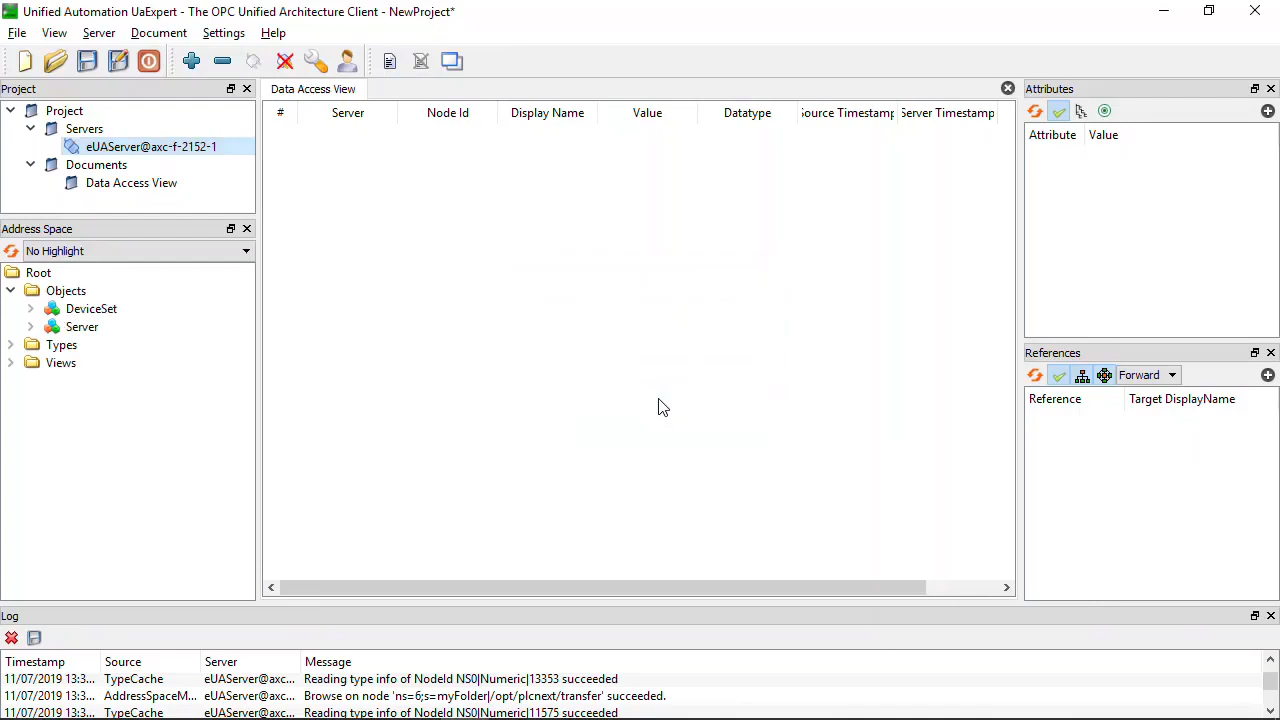 Unified Automation UaExpert - The OPC Unified Architecture Client - NewProject*
File View Server Document Settings Help
Project
Data Access View
Attributes
Project
Servers
eUAServer@axc-f-2152-1
Documents
Data Access View
# Server Node Id Display Name Value Datatype Source Timestamp Server Timestamp
Attribute Value
Address Space
No Highlight
Root
Objects
DeviceSet
Server
Types
Views
References
Forward
Reference Target DisplayName
Log
Timestamp Source Server Message
11/07/2019 13:3... TypeCache eUAServer@axc... Reading type info of NodeId NS0|Numeric|13353 succeeded
11/07/2019 13:3... AddressSpaceM... eUAServer@axc... Browse on node 'ns=6;s=myFolder|/opt/plcnext/transfer' succeeded.
11/07/2019 13:3... TypeCache eUAServer@axc... Reading type info of NodeId NS0|Numeric|11575 succeeded